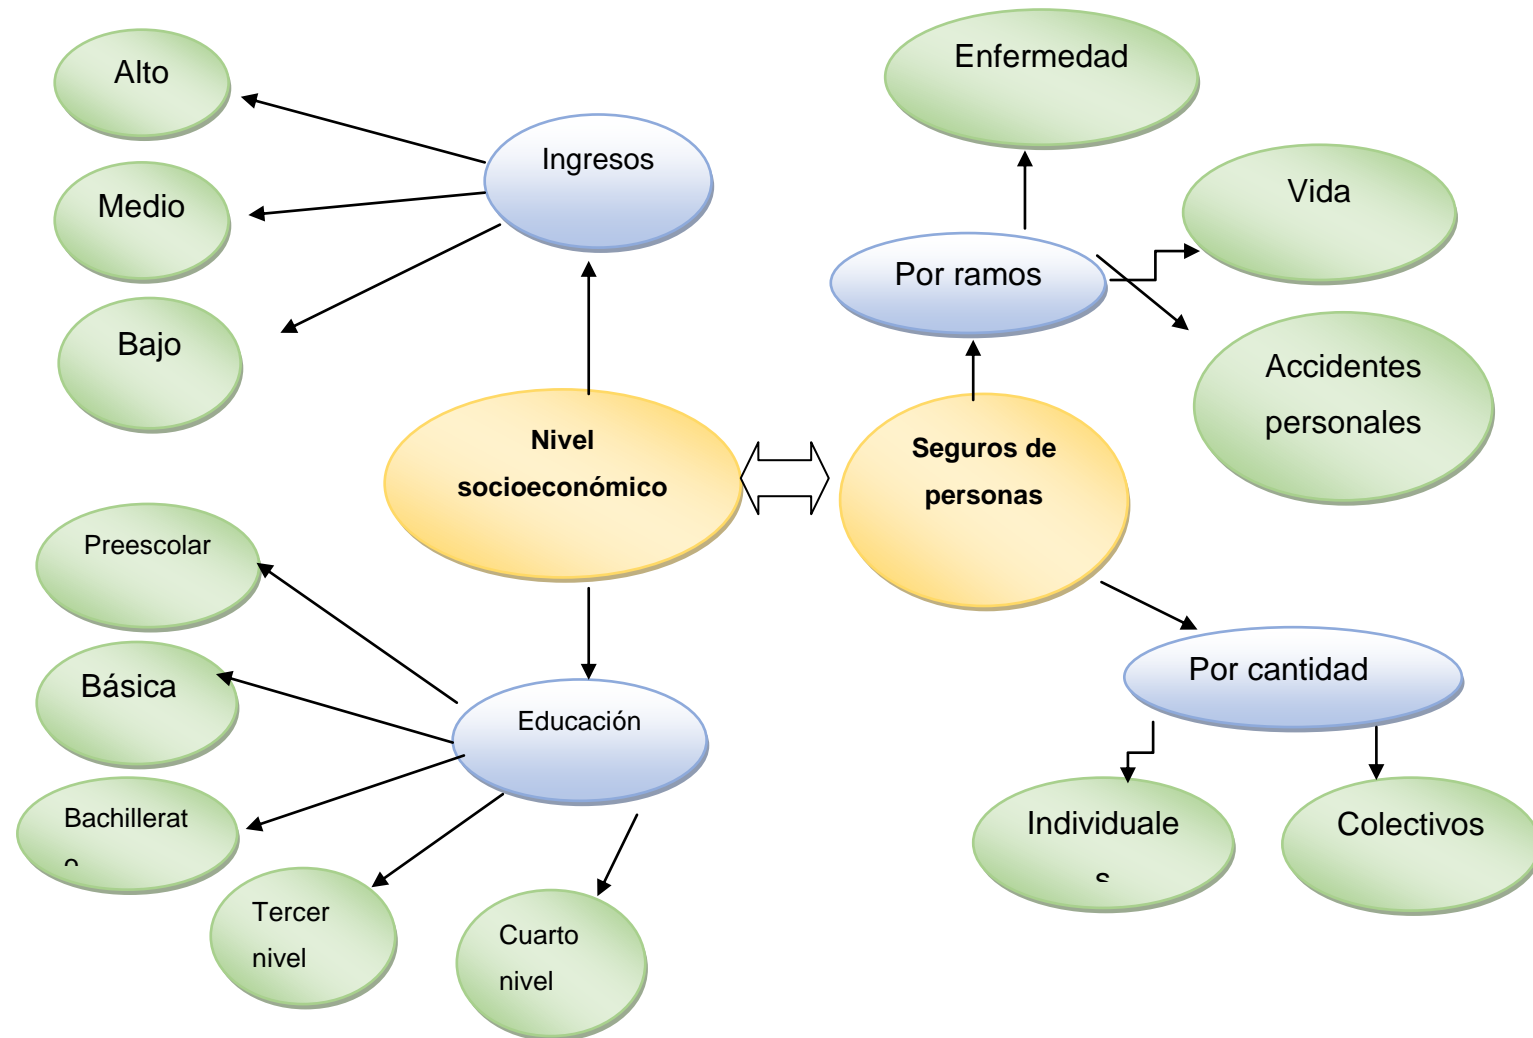 Alto
Medio
Bajo
Ingresos
Nivel
socioeconómico
Preescolar
Básica
Bachillerat
o
Tercer
nivel
Cuarto
nivel
Educación
Enfermedad
Por ramos
Vida
Accidentes
personales
Seguros de
personas
Por cantidad
Individuale
s
Colectivos